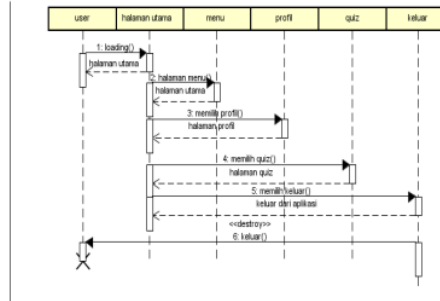 user halaman utama menu profil quiz keluar
1: loading()
halaman utama
2: halaman menu()
halaman utama
3: memilih profil()
halaman profil
4: memilih quiz()
halaman quiz
5: memilih keluar()
keluar dari aplikasi
<<destroy>>
6: keluar()